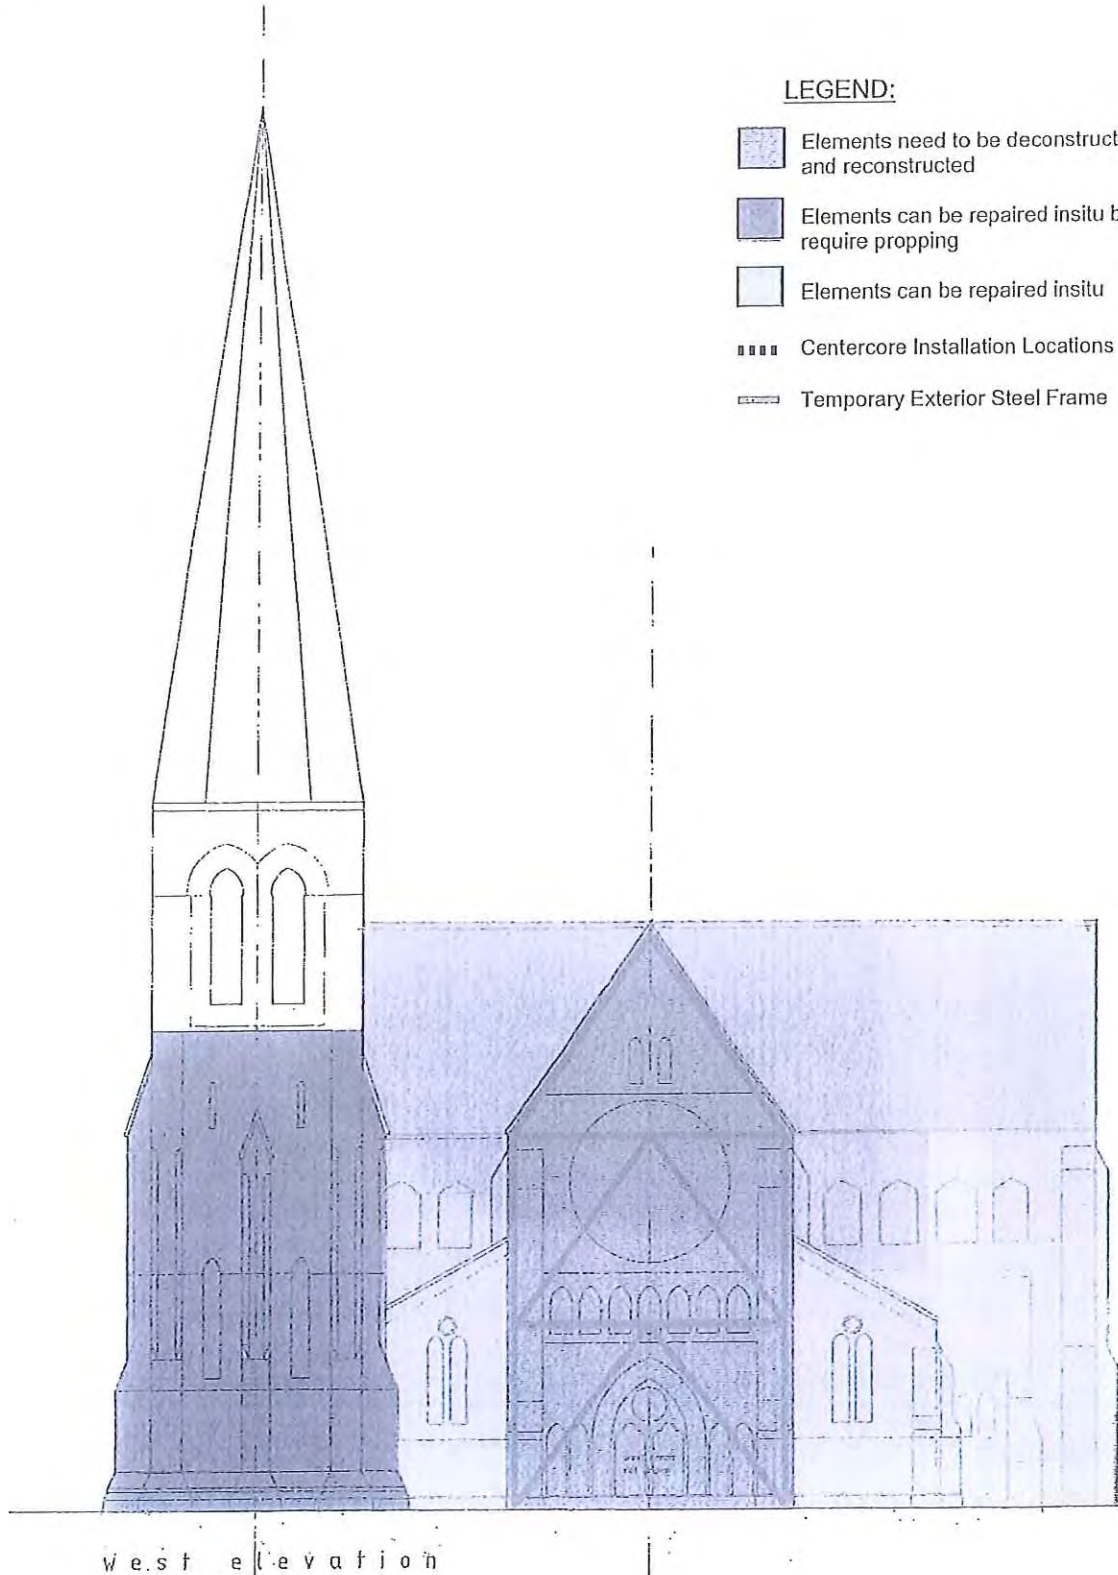 LEGEND:
Elements need to be deconstruct
and reconstructed
Elements can be repaired insitu b
require propping
Elements can be repaired insitu
Centercore Installation Locations
Temporary Exterior Steel Frame
west elevation